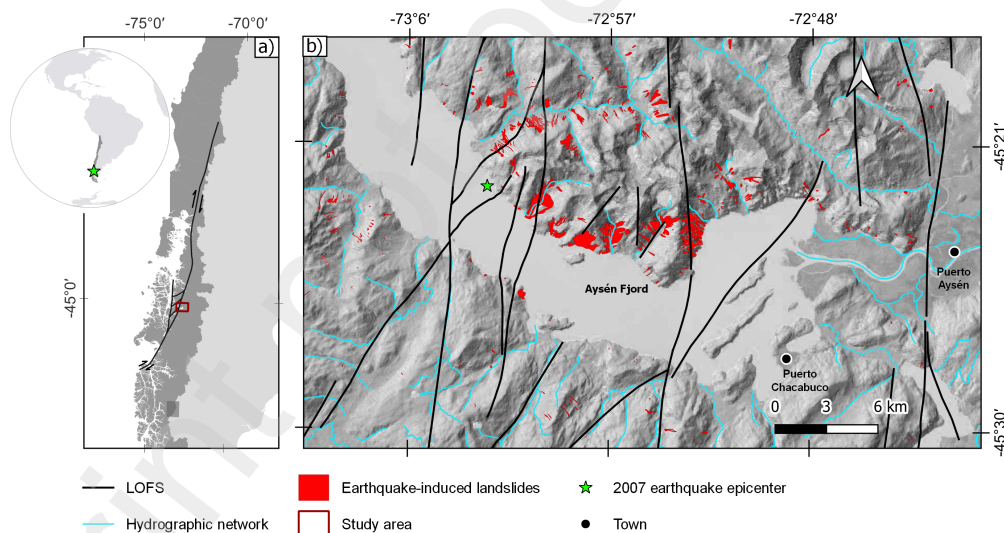 -75°0'
-70°0'
a)
-45°0'
b)
-73°6'
-72°57'
-72°48'
-45°21'
-45°30'
Aysén Fjord
Puerto
Aysén
Puerto
Chacabuco
0 3 6 km
LOFS
Earthquake-induced landslides
2007 earthquake epicenter
Hydrographic network
Study area
Town